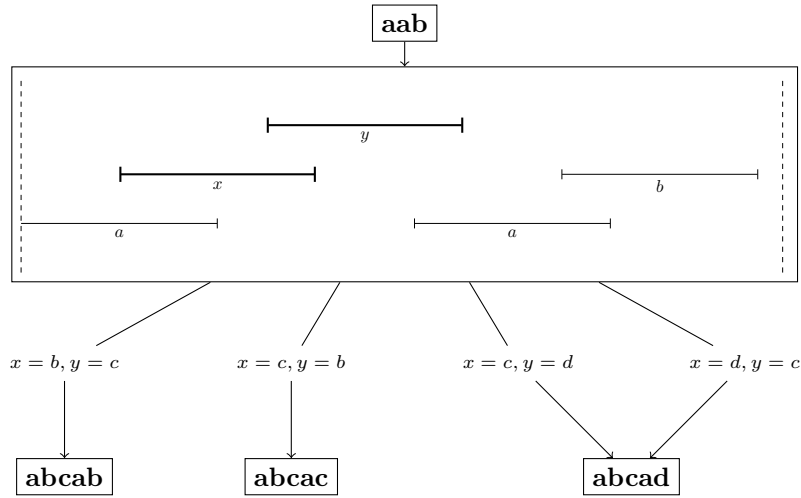 aab
y
x
b
a
a
x = b, y = c
x = c, y = b
x = c, y = d
x = d, y = c
abcab
abcac
abcad